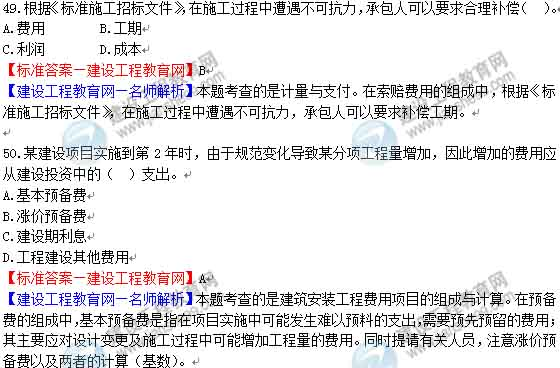 49.根据《标准施工招标文件》,在施工过程中遭遇不可抗力,承包人可以要求合理补偿( )。
A.费用 B.工期
C.利润 D.成本
【标准答案—建设工程教育网】B
【建设工程教育网—名师解析】本题考查的是计量与支付。在索赔费用的组成中，根据《标
准施工招标文件》，在施工过程中遭遇不可抗力，承包人可以要求补偿工期。
50.某建设项目实施到第2年时，由于规范变化导致某分项工程量增加，因此增加的费用应
从建设投资中的( )支出。
A.基本预备费
B.涨价预备费
C.建设期利息
D.工程建设其他费用
【标准答案—建设工程教育网】A
【建设工程教育网—名师解析】本题考查的是建筑安装工程费用项目的组成与计算。在预备
费的组成中,基本预备费是指在项目实施中可能发生难以预料的支出,需要预先预留的费用;
其主要应对设计变更及施工过程中可能增加工程量的费用。同时提请有关人员，注意涨价预
备费以及两者的计算（基数）。